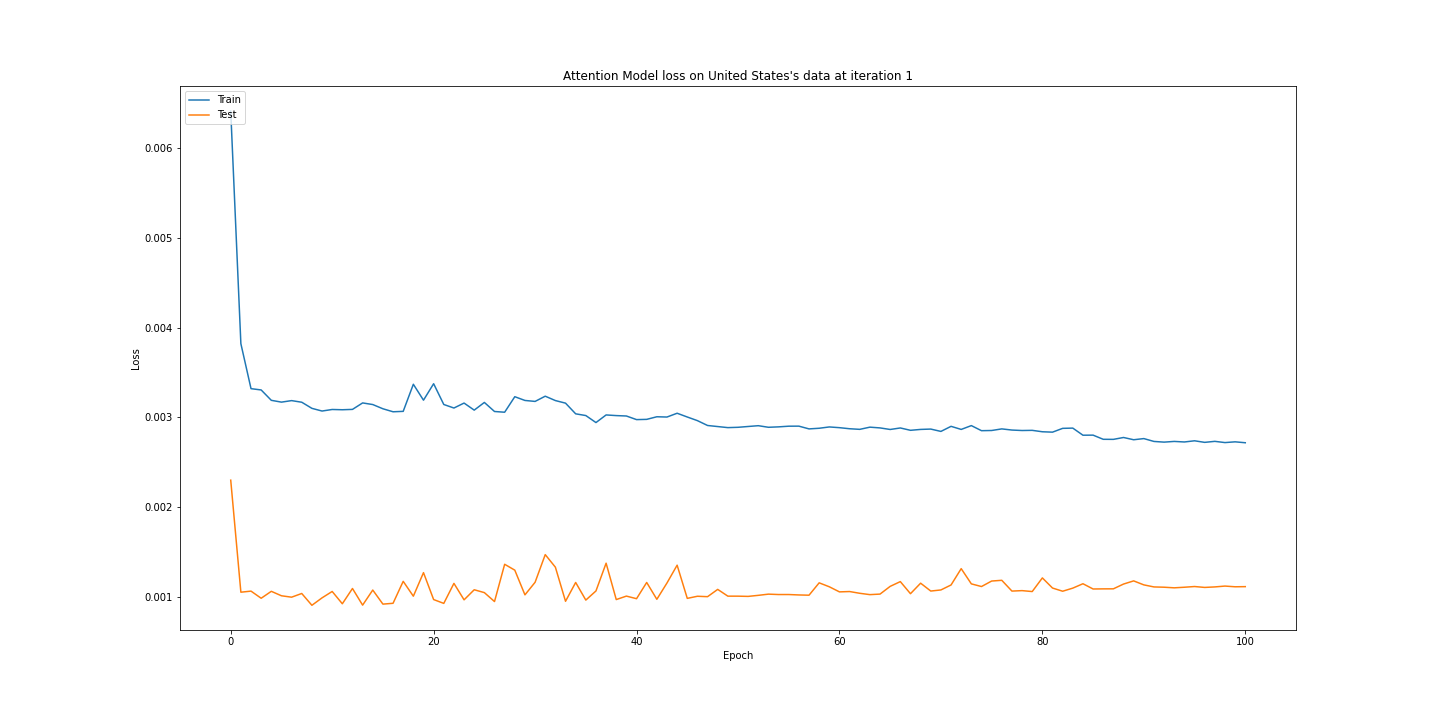 Attention Model loss on United States's data at iteration 1
Train
Test
0.006
0.005
0.004
0.003
0.002
0.001
Loss
0 20 40 60 80 100
Epoch